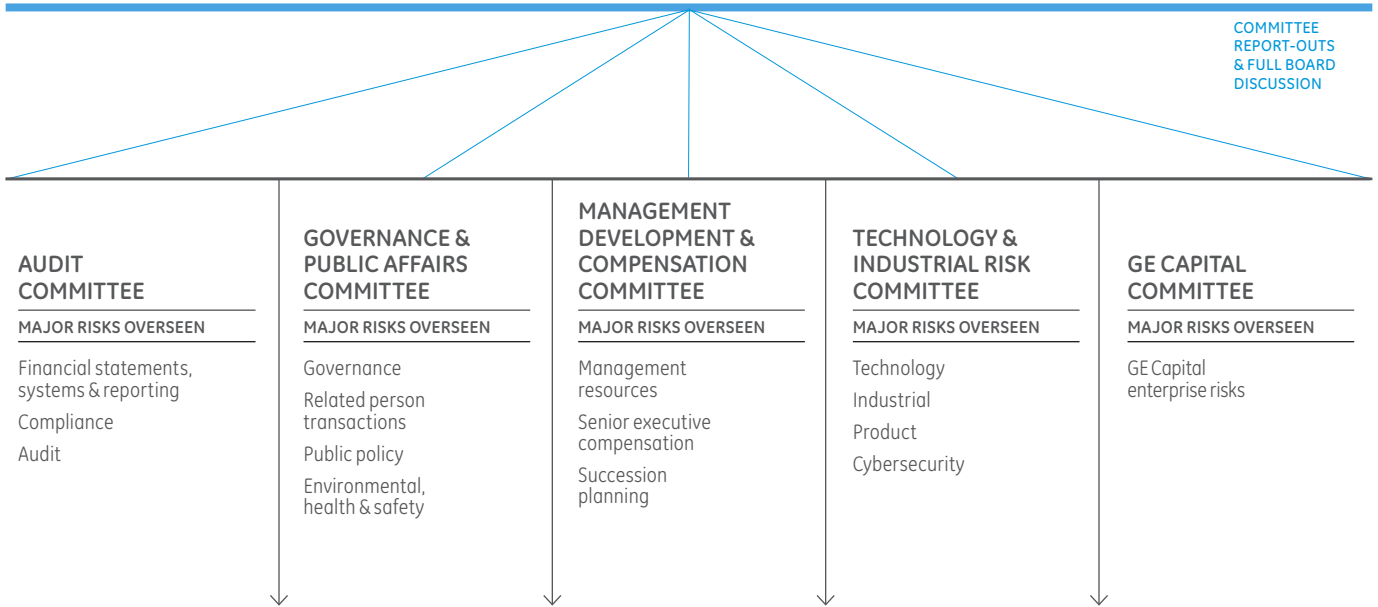 COMMITTEE
REPORT-OUTS
& FULL BOARD
DISCUSSION
AUDIT
COMMITTEE
MAJOR RISKS OVERSEEN
Financial statements,
systems & reporting
Compliance
Audit
GOVERNANCE &
PUBLIC AFFAIRS
COMMITTEE
MAJOR RISKS OVERSEEN
Governance
Related person
transactions
Public policy
Environmental,
health & safety
MANAGEMENT
DEVELOPMENT &
COMPENSATION
COMMITTEE
MAJOR RISKS OVERSEEN
Management
resources
Senior executive
compensation
Succession
planning
TECHNOLOGY &
INDUSTRIAL RISK
COMMITTEE
MAJOR RISKS OVERSEEN
Technology
Industrial
Product
Cybersecurity
GE CAPITAL
COMMITTEE
MAJOR RISKS OVERSEEN
GE Capital
enterprise risks